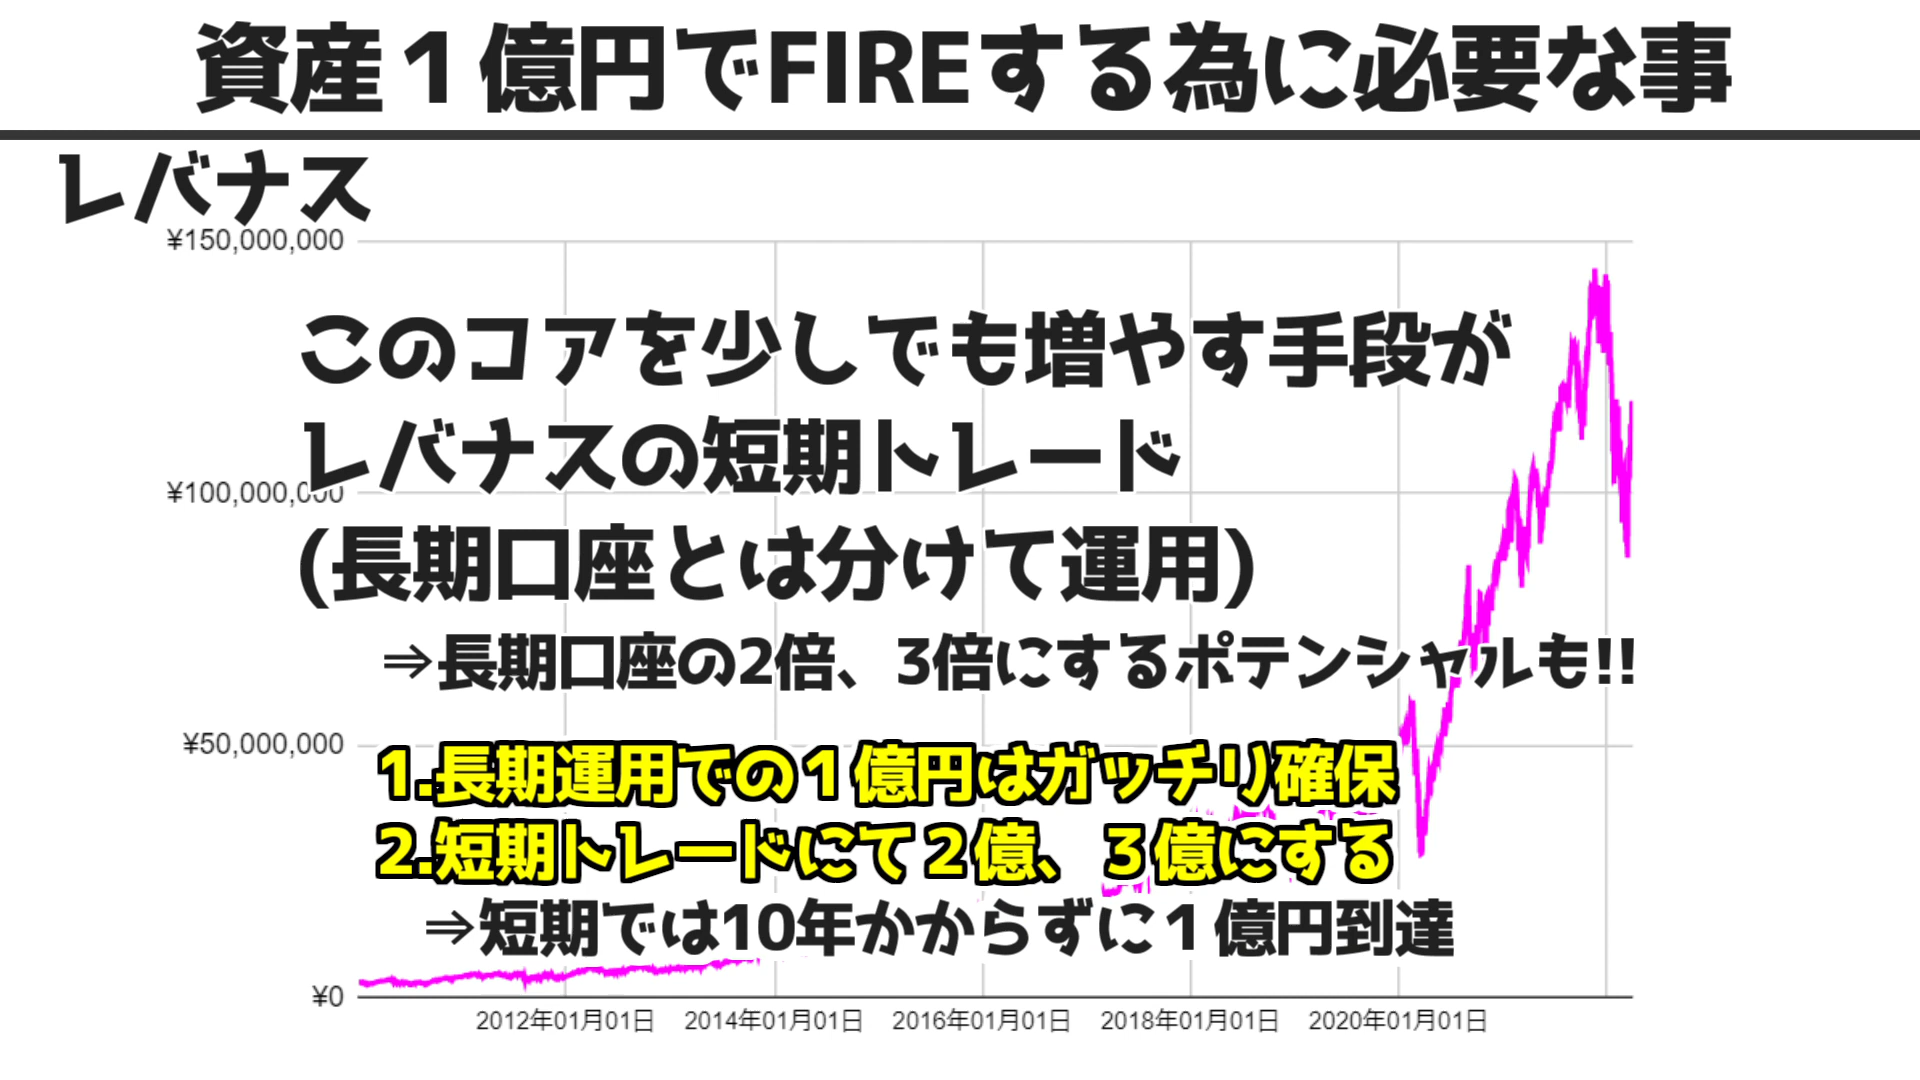 資産１億円でFIREする為に必要な事
レバナス
¥150,000,000
このコアを少しでも増やす手段が
レバナスの短期トレード
¥100,000,000
(長期口座とは分けて運用)
⇒長期口座の2倍、3倍にするポテンシャルも!!
¥50,000,000
1.長期運用での１億円はガッチリ確保
2.短期トレードにて２億、３億にする
⇒短期では10年かからずに１億円到達
¥0
2012年01月01日 2014年01月01日 2016年01月01日 2018年01月01日 2020年01月01日